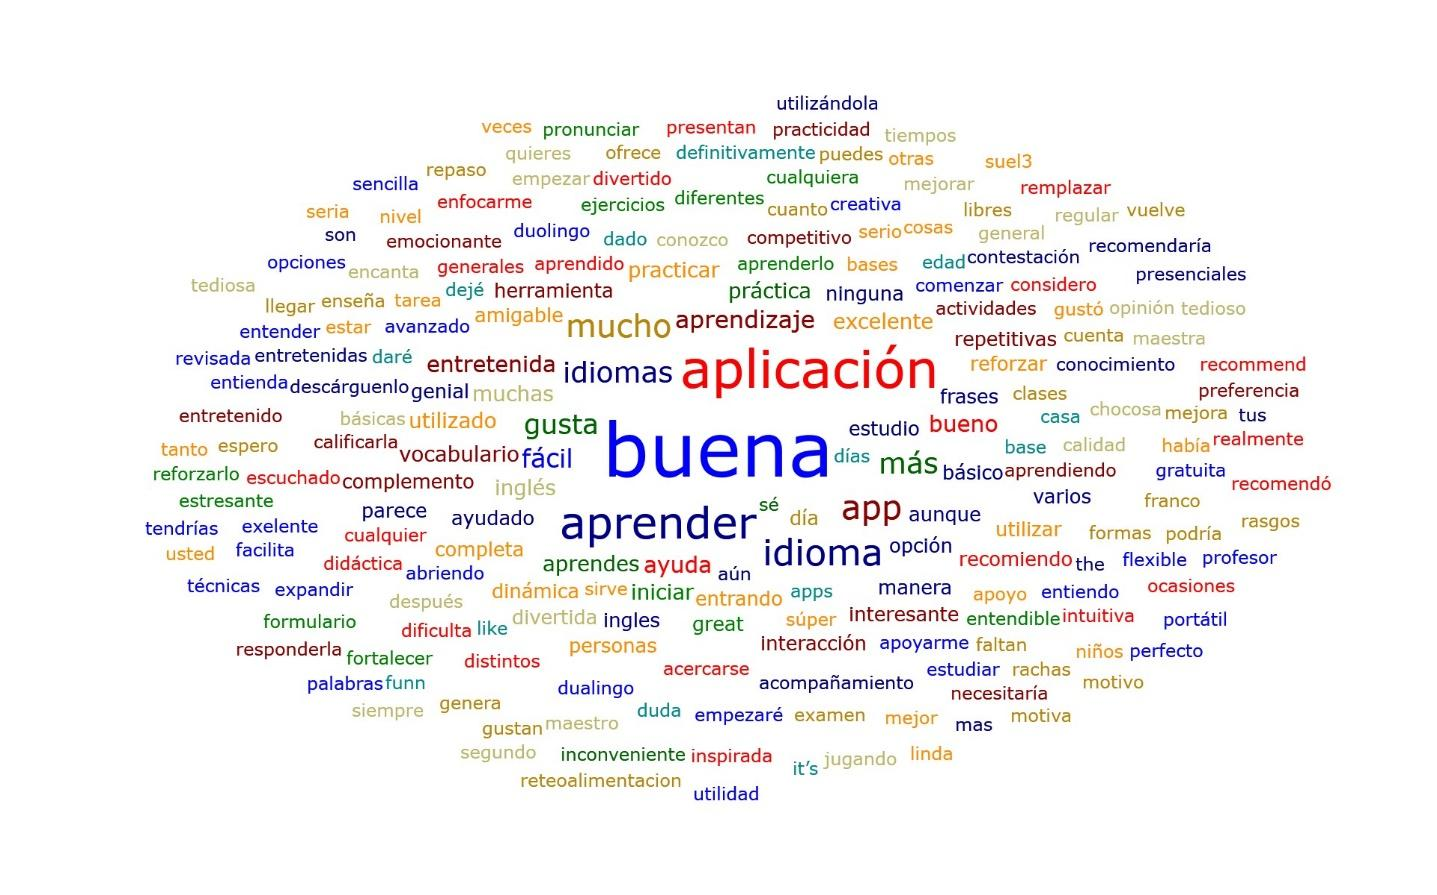 utilizándola
veces pronunciar presentan practicidad tiempos
quieres ofrece definitivamente puedes otras suel3
repaso empezar divertido cualquiera mejorar remplazar
sencilla enfocarme ejercicios diferentes cuanto creativa libres regular vuelve
seria nivel son emocionante duolingo dado conozco competitivo serio cosas general recomendaría
opciones encanta generales aprendido practicar aprenderlo bases edad contestación presenciales
tediosa llegar enseña tarea dejé herramienta práctica ninguna comenzar considero
entender estar avanzado amigable mucho aprendizaje excelente actividades gustó opinión tedioso
revisada entretenidas daré entretenida idiomas aplicación repetitivas cuenta maestra
entienda descárguenlo genial muchas reforzar conocimiento recommend
entretenido básicas utilizado gusta buena estudio bueno frases clases preferencia
tanto espero calificarla vocabulario fácil días más casa chocosa mejora tus
reforzarlo escuchado complemento inglés básico aprendiendo base calidad había realmente
estresante parece ayudado aprender sé día app aunque varios gratuita recomendó
tendrías exelente cualquier idioma opción utilizar franco formas podría rasgos
usted facilita didáctica completa aprendes ayuda aún recomiendo the flexible profesor
técnicas expandir abriendo dinámica sirve iniciar entrando apps manera apoyo entiendo ocasiones
formulario después divertida ingles great súper interesante entendible intuitiva portátil
responderla dificulta like personas interacción apoyarme faltan niños perfecto
fortalecer distintos acercarse estudiar rachas
palabras funn dualingo acompañamiento necesitaría motivo
siempre genera duda empezaré examen mejor mas motiva
gustan maestro
segundo inconveniente inspirada it’s jugando linda
reteoalimentacion utilidad